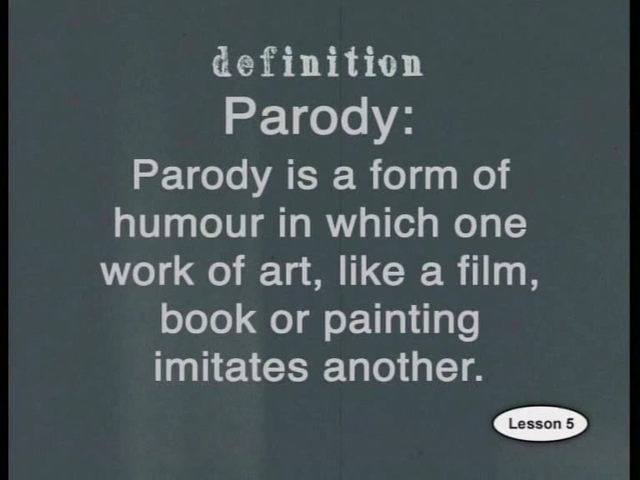 definition
Parody:
Parody is a form of
humour in which one
work of art, like a film,
book or painting
imitates another.
Lesson 5